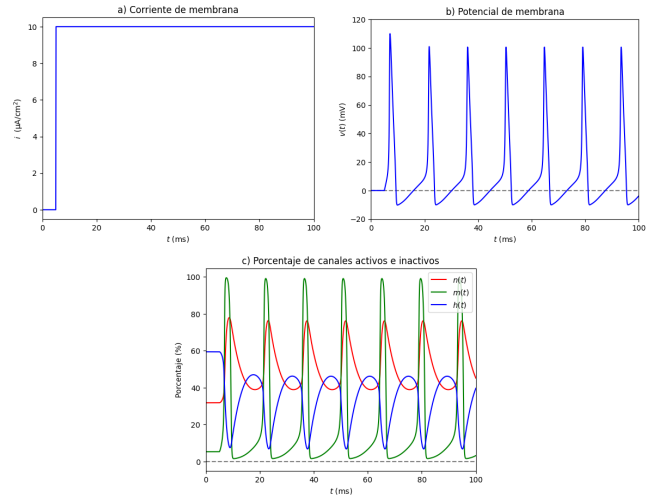 a) Corriente de membrana
10
8
6
4
2
0
i (µA/cm²)
0 20 40 60 80 100
t (ms)
b) Potencial de membrana
120
100
80
60
40
20
0
−20
v(t) (mV)
0 20 40 60 80 100
t (ms)
c) Porcentaje de canales activos e inactivos
100
80
60
40
20
0
Porcentaje (%)
n(t)
m(t)
h(t)
0 20 40 60 80 100
t (ms)